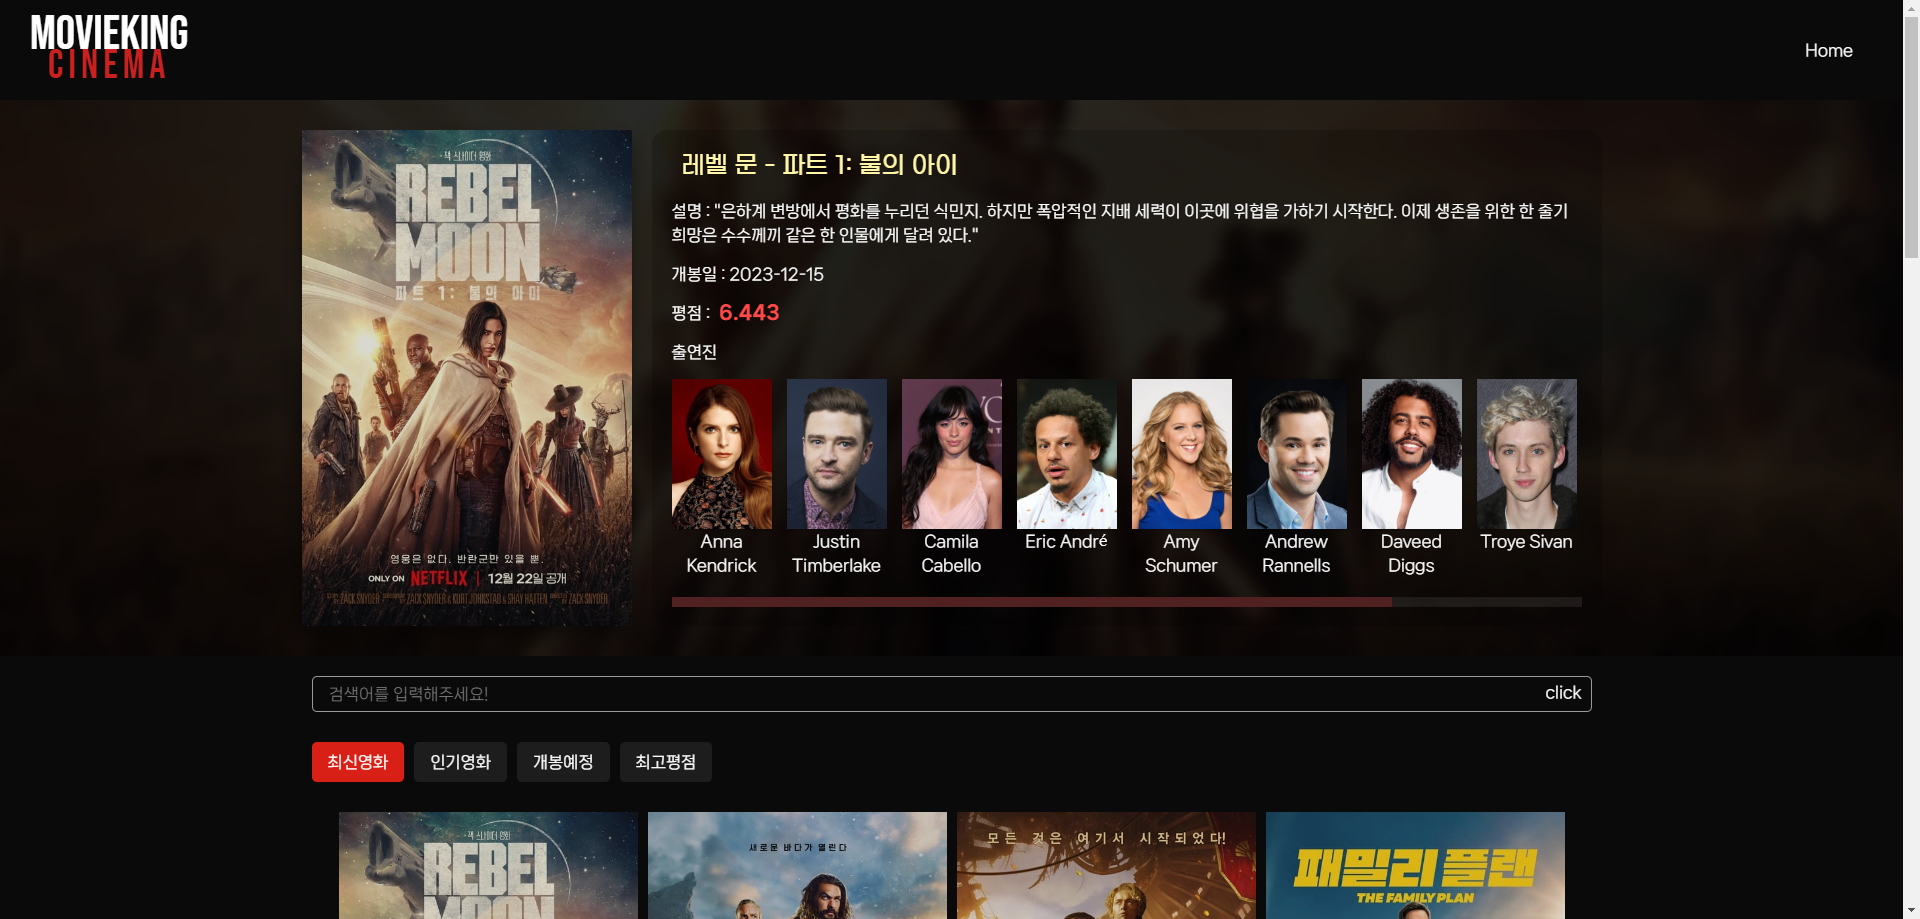 MOVIEKING
CINEMA
Home
· 잭 스나이더 영화
REBEL
MOON
파트 1: 불의 아이
영웅은 없다. 반란군만 있을 뿐.
ONLY ON NETFLIX | 12월 22일 공개
레벨 문 - 파트 1: 불의 아이
설명 : "은하계 변방에서 평화를 누리던 식민지. 하지만 폭압적인 지배 세력이 이곳에 위협을 가하기 시작한다. 이제 생존을 위한 한 줄기
희망은 수수께끼 같은 한 인물에게 달려 있다."
개봉일 : 2023-12-15
평점 : 6.443
출연진
Anna
Kendrick
Justin
Timberlake
Camila
Cabello
Eric André
Amy
Schumer
Andrew
Rannells
Daveed
Diggs
Troye Sivan
검색어를 입력해주세요!
click
최신영화
인기영화
개봉예정
최고평점
· 잭 스나이더 영화
REBEL
MOON
새로운 바다가 열린다
모든 것은 여기서 시작되었다!
패밀리 플랜
THE FAMILY PLAN